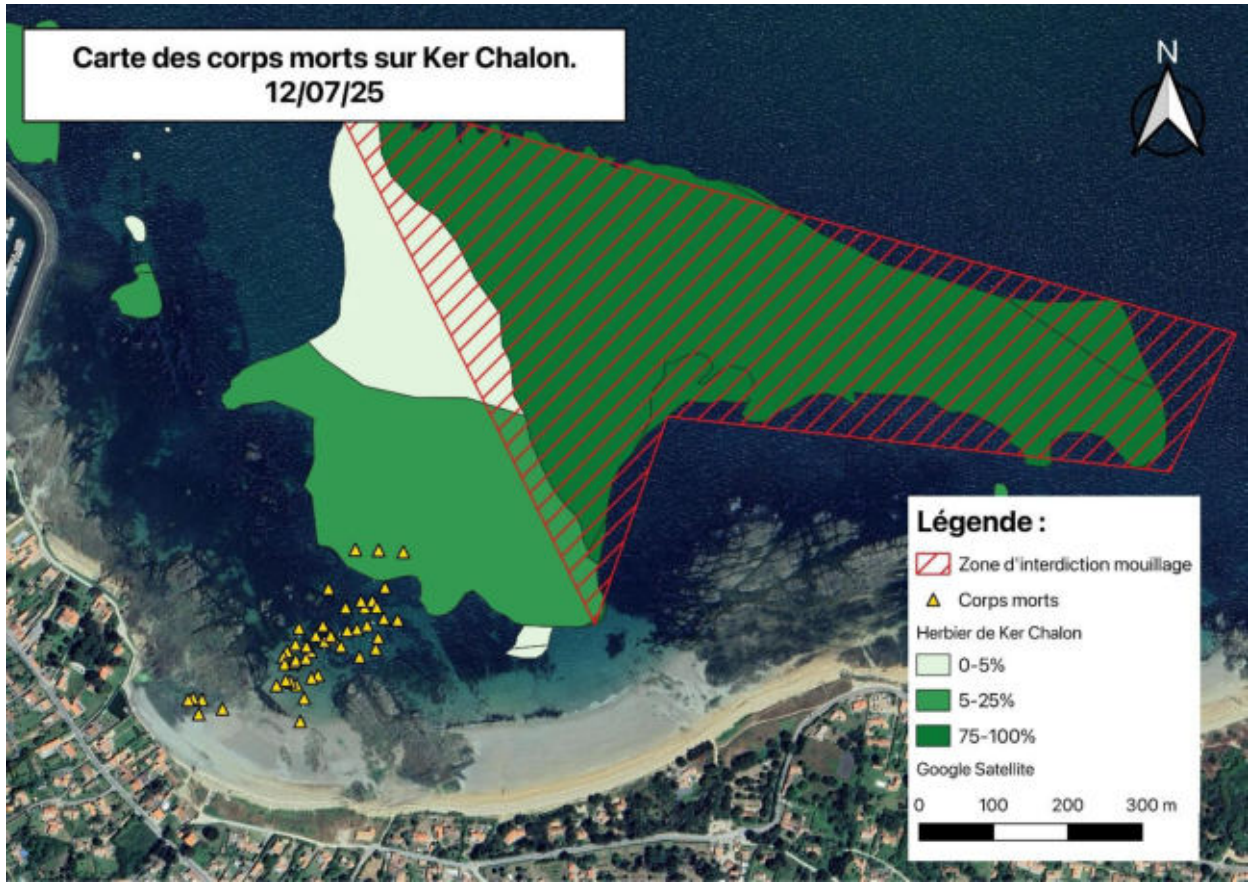 Carte des corps morts sur Ker Chalon.
12/07/25
N
Légende :
Zone d'interdiction mouillage
Corps morts
Herbier de Ker Chalon
0-5%
5-25%
75-100%
Google Satellite
0 100 200 300 m